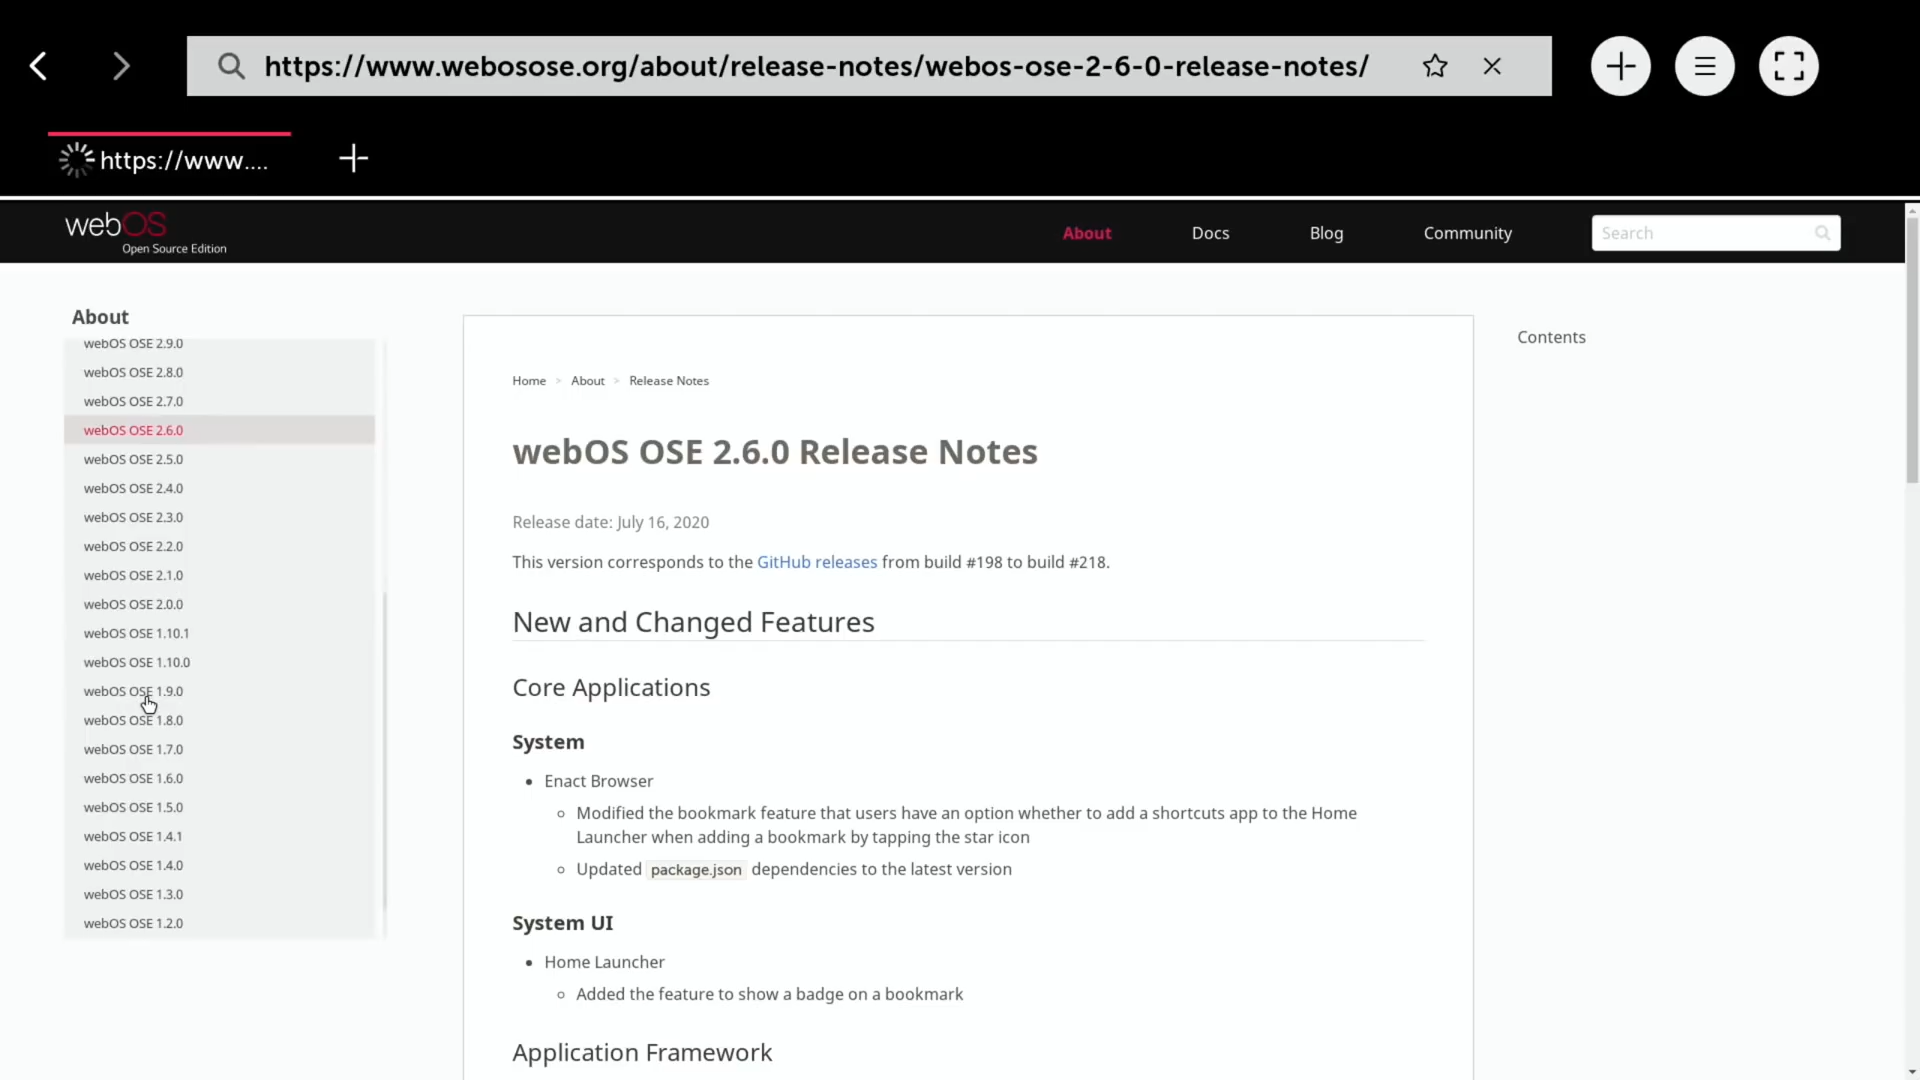 https://www.webosose.org/about/release-notes/webos-ose-2-6-0-release-notes/
https://www....
webOS
Open Source Edition
About
Docs
Blog
Community
Search
About
webOS OSE 2.9.0
webOS OSE 2.8.0
webOS OSE 2.7.0
webOS OSE 2.6.0
webOS OSE 2.5.0
webOS OSE 2.4.0
webOS OSE 2.3.0
webOS OSE 2.2.0
webOS OSE 2.1.0
webOS OSE 2.0.0
webOS OSE 1.10.1
webOS OSE 1.10.0
webOS OSE 1.9.0
webOS OSE 1.8.0
webOS OSE 1.7.0
webOS OSE 1.6.0
webOS OSE 1.5.0
webOS OSE 1.4.1
webOS OSE 1.4.0
webOS OSE 1.3.0
webOS OSE 1.2.0
Home > About > Release Notes
webOS OSE 2.6.0 Release Notes
Release date: July 16, 2020
This version corresponds to the GitHub releases from build #198 to build #218.
New and Changed Features
Core Applications
System
• Enact Browser
○ Modified the bookmark feature that users have an option whether to add a shortcuts app to the Home
Launcher when adding a bookmark by tapping the star icon
○ Updated package.json dependencies to the latest version
System UI
• Home Launcher
○ Added the feature to show a badge on a bookmark
Application Framework
Contents